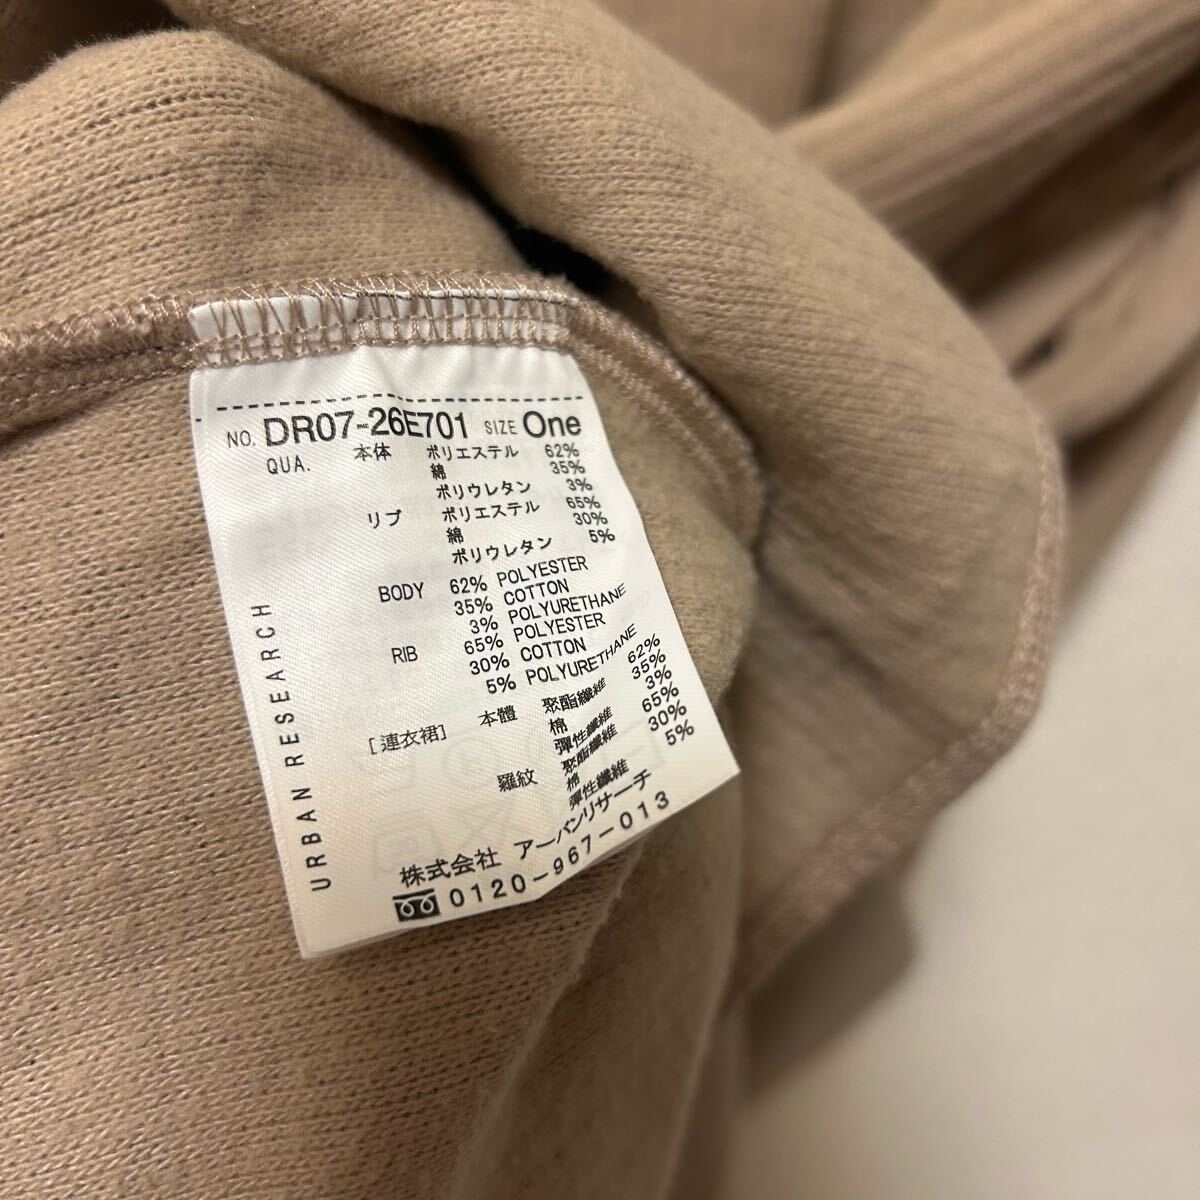 NO. DR07-26E701 SIZE One
QUA. 本体 ポリエステル 62%
綿 35%
ポリウレタン 3%
リブ ポリエステル 65%
綿 30%
ポリウレタン 5%
BODY 62% POLYESTER
35% COTTON
3% POLYURETHANE
RIB 65% POLYESTER
30% COTTON
5% POLYURETHANE
[連衣裙] 本體 聚酯纖維 62%
棉 35%
彈性纖維 3%
羅紋 聚酯纖維 65%
棉 30%
彈性纖維 5%
株式会社 アーバンリサーチ
0120-967-013
URBAN RESEARCH